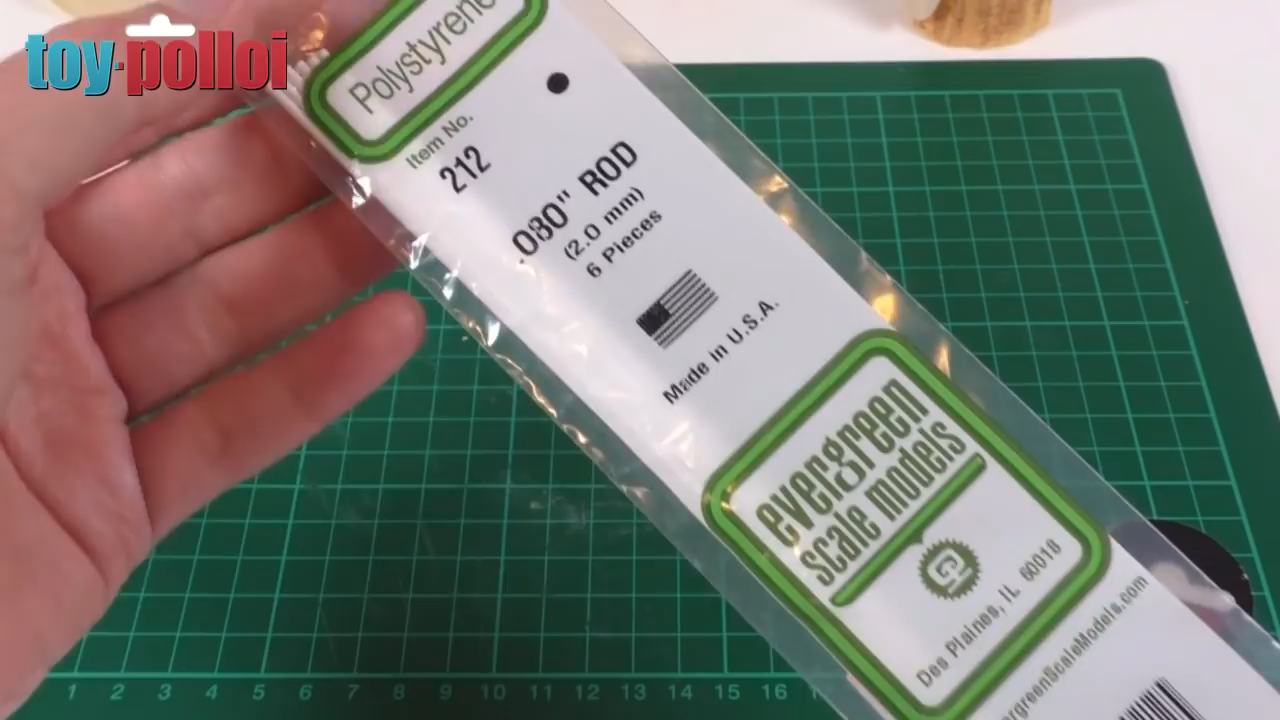 toy-polloi
Polystyrene
Item No.
212
.080" ROD
(2.0 mm)
6 Pieces
Made in U.S.A.
evergreen
scale models
Des Plaines, IL 60018
rgreenScaleModels.com
1 2 3 4 5 6 7 8 9 10 11 12 13 14 15 16